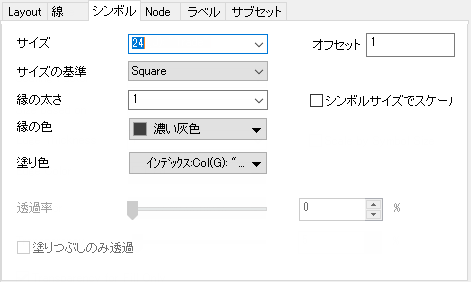 Layout 線 シンボル Node ラベル サブセット
サイズ 24 オフセット 1
サイズの基準 Square
縁の太さ 1 シンボルサイズでスケール
縁の色 濃い灰色
塗り色 インデックス:Col(G): "...
透過率 0 %
塗りつぶしのみ透過